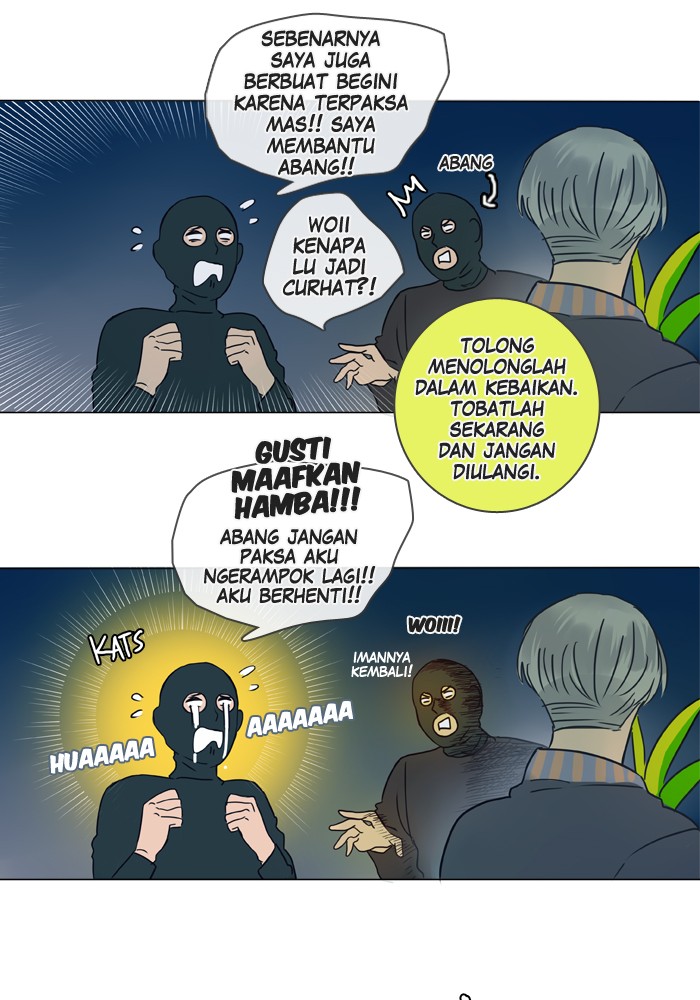 SEBENARNYA
SAYA JUGA
BERBUAT BEGINI
KARENA TERPAKSA
MAS!! SAYA
MEMBANTU
ABANG!!
ABANG
WOII
KENAPA
LU JADI
CURHAT?!
TOLONG
MENOLONGLAH
DALAM KEBAIKAN.
TOBATLAH
SEKARANG
DAN JANGAN
DIULANGI.
GUSTI
MAAFKAN
HAMBA!!!
ABANG JANGAN
PAKSA AKU
NGERAMPOK LAGI!!
AKU BERHENTI!!
KATS
WOIII!
IMANNYA
KEMBALI!
HUAAAAA
AAAAAAA